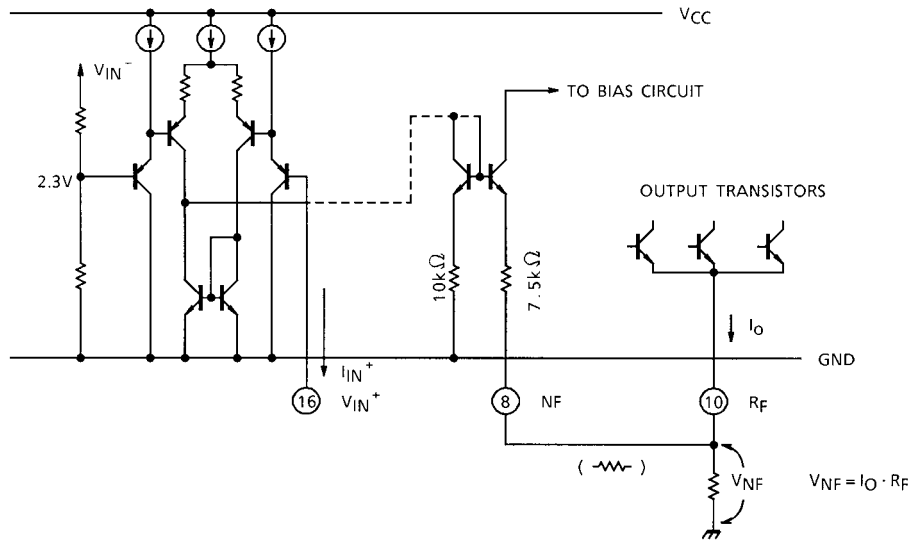 VCC
VIN-
TO BIAS CIRCUIT
2.3V
OUTPUT TRANSISTORS
10kΩ
7.5kΩ
IO
GND
IIN+
16
VIN+
8
NF
10
RF
( )
VNF
VNF = IO · RF